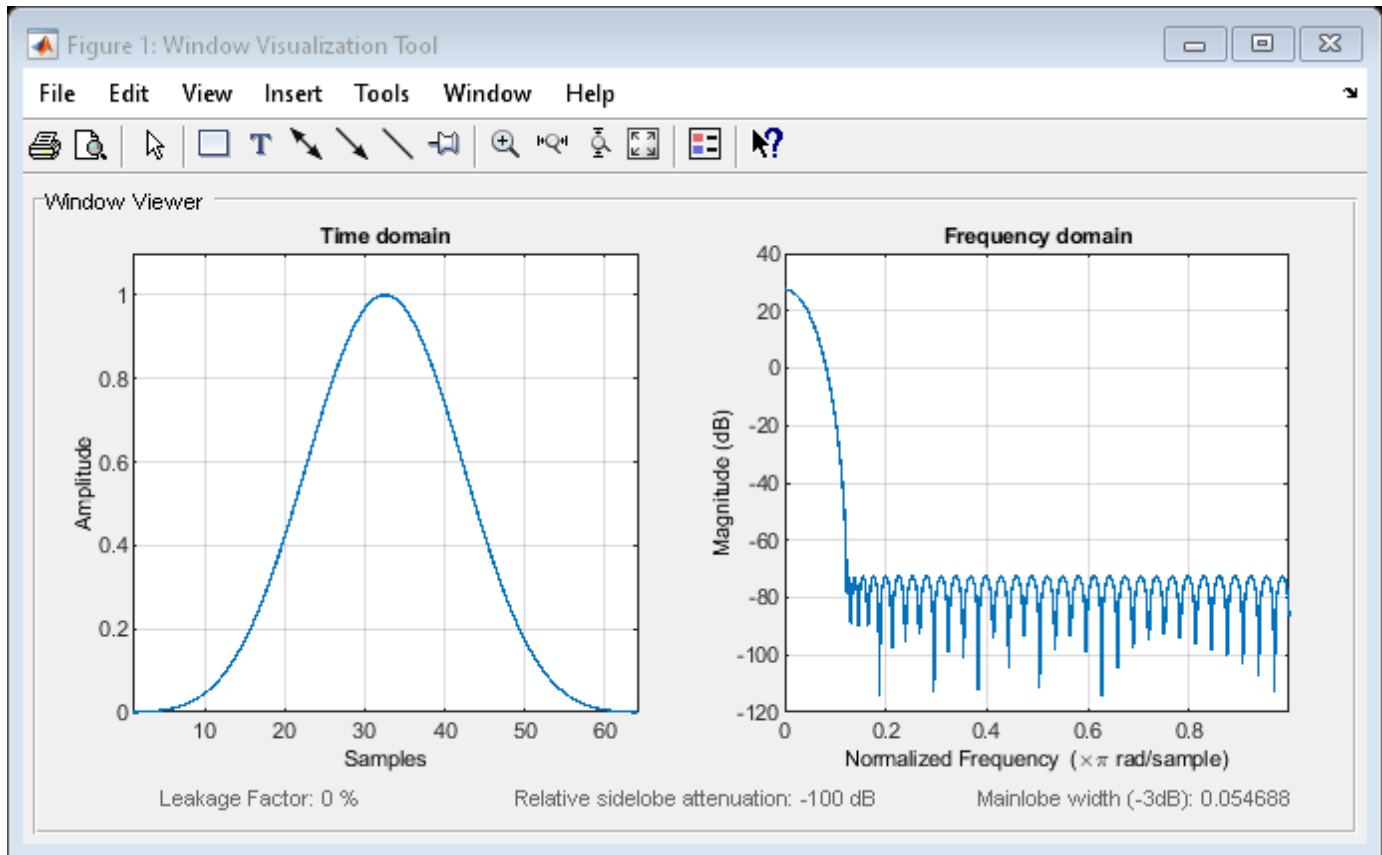 Figure 1: Window Visualization Tool
File Edit View Insert Tools Window Help
T
?
Window Viewer
Time domain
1
0.8
0.6
0.4
0.2
0
Amplitude
10 20 30 40 50 60
Samples
Frequency domain
40
20
0
-20
-40
-60
-80
-100
-120
Magnitude (dB)
0 0.2 0.4 0.6 0.8
Normalized Frequency (×π rad/sample)
Leakage Factor: 0 % Relative sidelobe attenuation: -100 dB Mainlobe width (-3dB): 0.054688